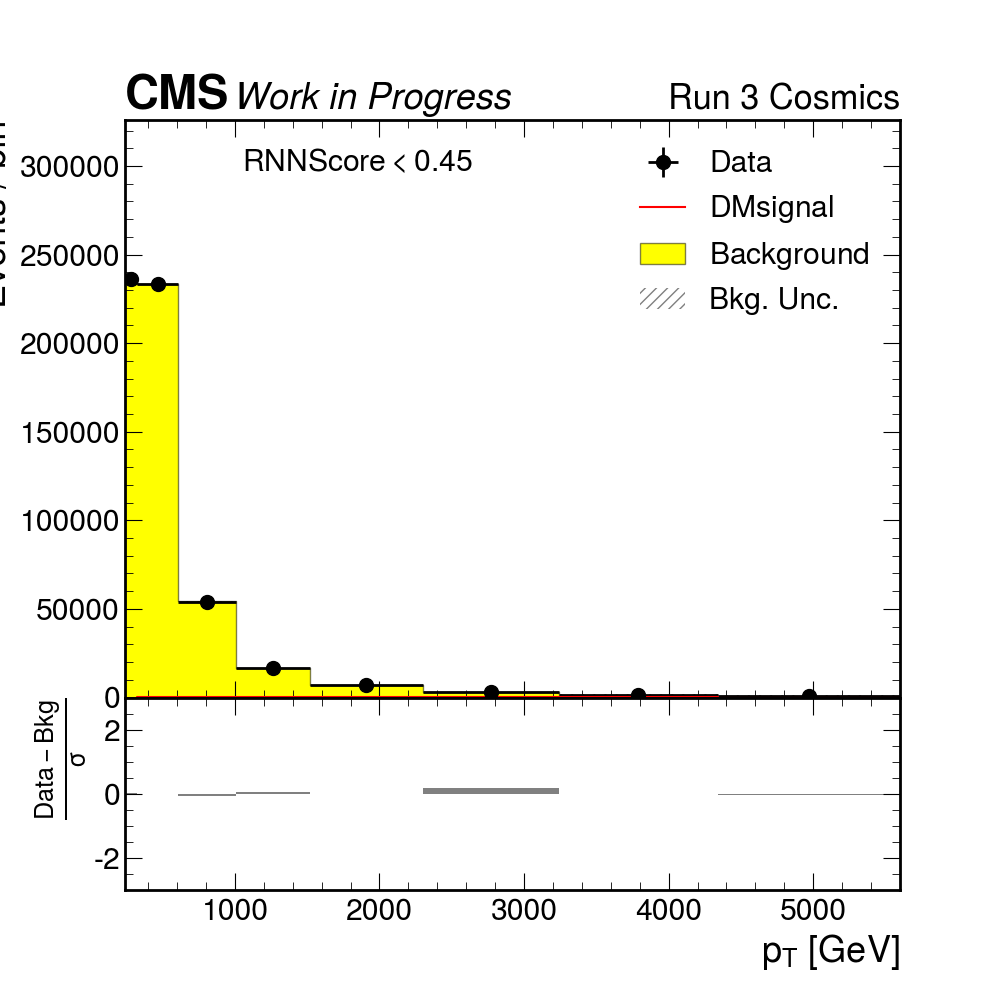 CMS Work in Progress Run 3 Cosmics
RNNScore < 0.45
Data
DMsignal
Background
Bkg. Unc.
300000
250000
200000
150000
100000
50000
0
2
0
-2
Data − Bkg
σ
1000 2000 3000 4000 5000
pT [GeV]